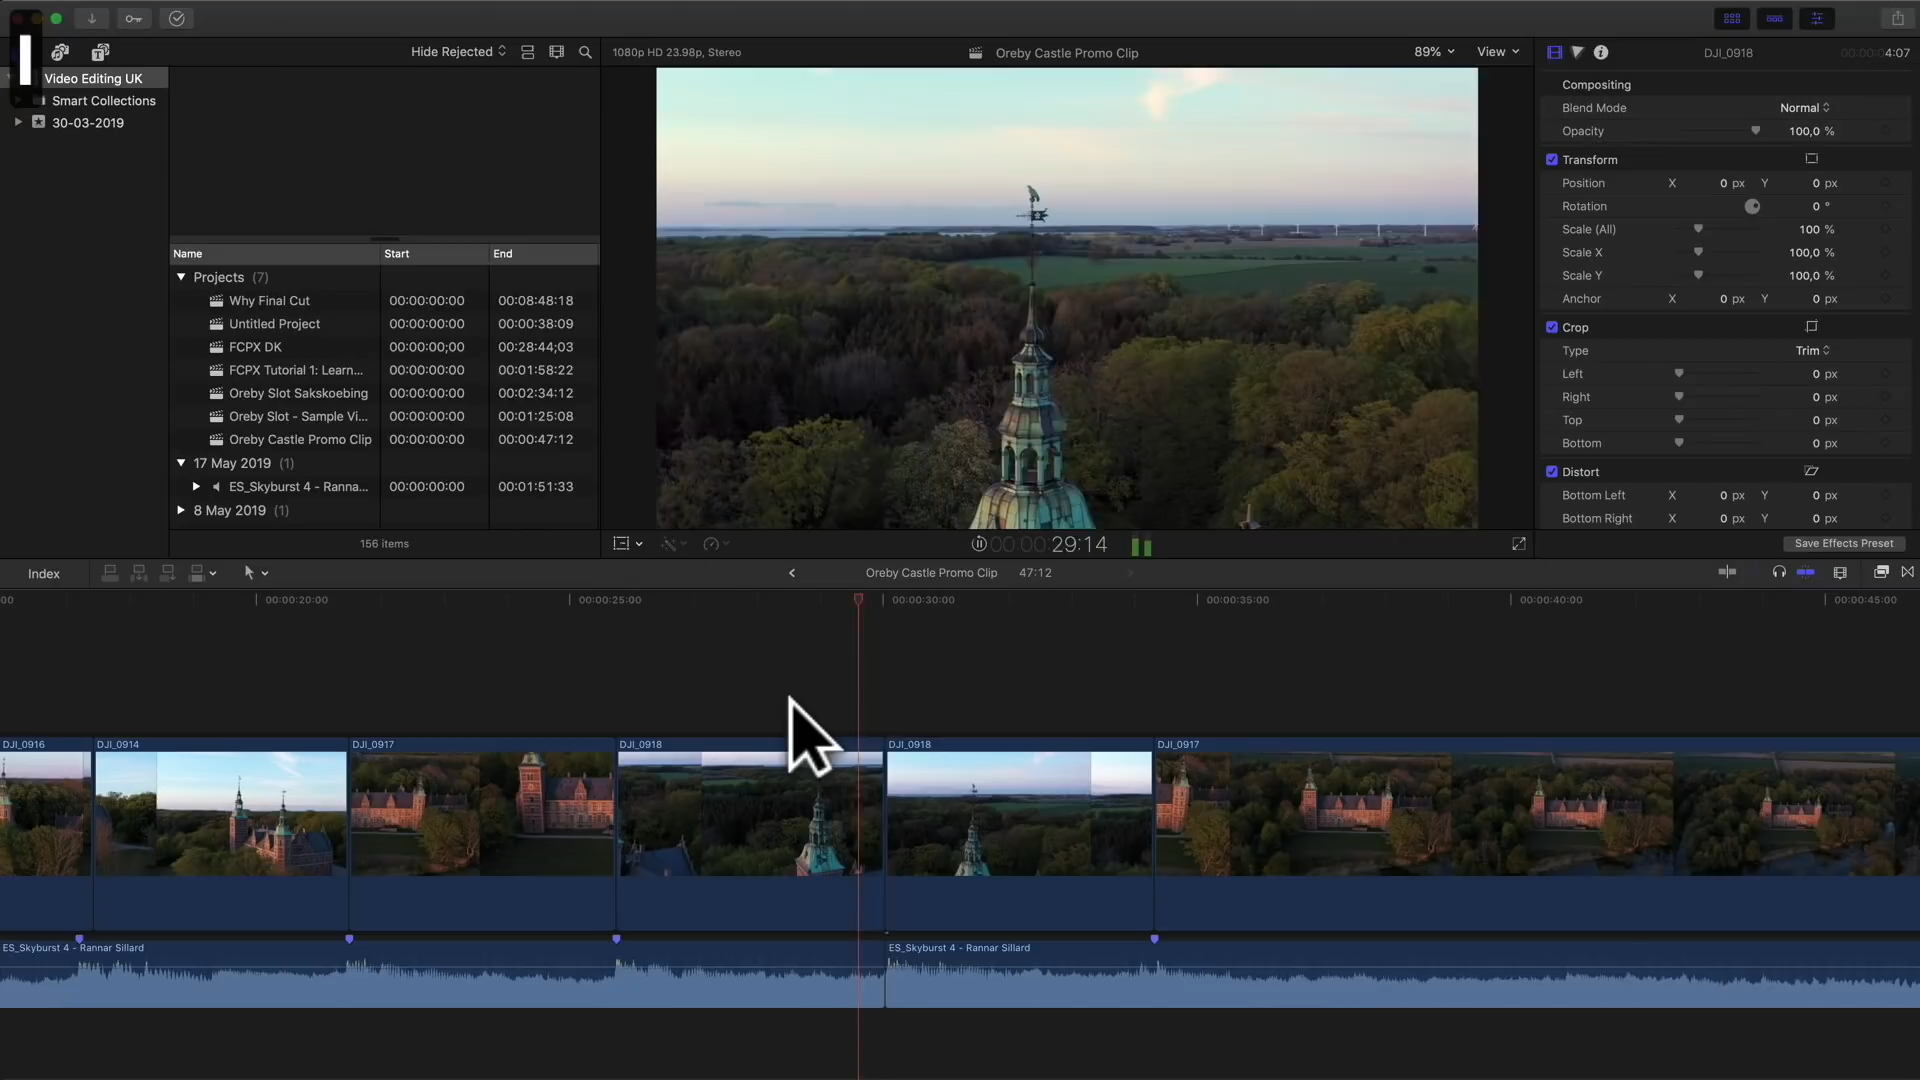 Hide Rejected
1080p HD 23.98p, Stereo
Oreby Castle Promo Clip
89%
View
DJI_0918
00:00:04:07
Video Editing UK
Smart Collections
30-03-2019
Name Start End
Projects (7)
Why Final Cut 00:00:00:00 00:08:48:18
Untitled Project 00:00:00:00 00:00:38:09
FCPX DK 00:00:00;00 00:28:44;03
FCPX Tutorial 1: Learn... 00:00:00:00 00:01:58:22
Oreby Slot Sakskoebing 00:00:00:00 00:02:34:12
Oreby Slot - Sample Vi... 00:00:00:00 00:01:25:08
Oreby Castle Promo Clip 00:00:00:00 00:00:47:12
17 May 2019 (1)
ES_Skyburst 4 - Ranna... 00:00:00:00 00:01:51:33
8 May 2019 (1)
156 items
Compositing
Blend Mode Normal
Opacity 100,0 %
Transform
Position X 0 px Y 0 px
Rotation 0 °
Scale (All) 100 %
Scale X 100,0 %
Scale Y 100,0 %
Anchor X 0 px Y 0 px
Crop
Type Trim
Left 0 px
Right 0 px
Top 0 px
Bottom 0 px
Distort
Bottom Left X 0 px Y 0 px
Bottom Right X 0 px Y 0 px
Save Effects Preset
00:00:29:14
Index
Oreby Castle Promo Clip 47:12
00 00:00:20:00 00:00:25:00 00:00:30:00 00:00:35:00 00:00:40:00 00:00:45:00
DJI_0916 DJI_0914 DJI_0917 DJI_0918 DJI_0918 DJI_0917
ES_Skyburst 4 - Rannar Sillard ES_Skyburst 4 - Rannar Sillard